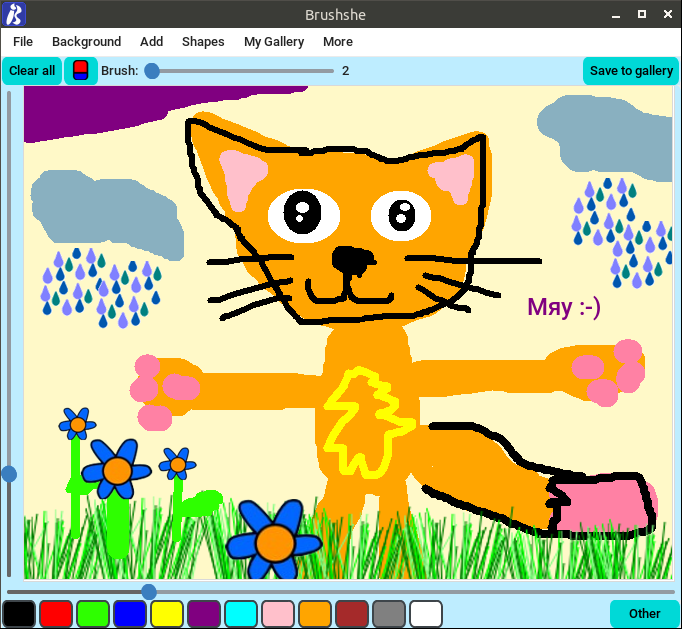 Brushshe
File Background Add Shapes My Gallery More
Clear all Brush: 2 Save to gallery
Мяу :-)
Other